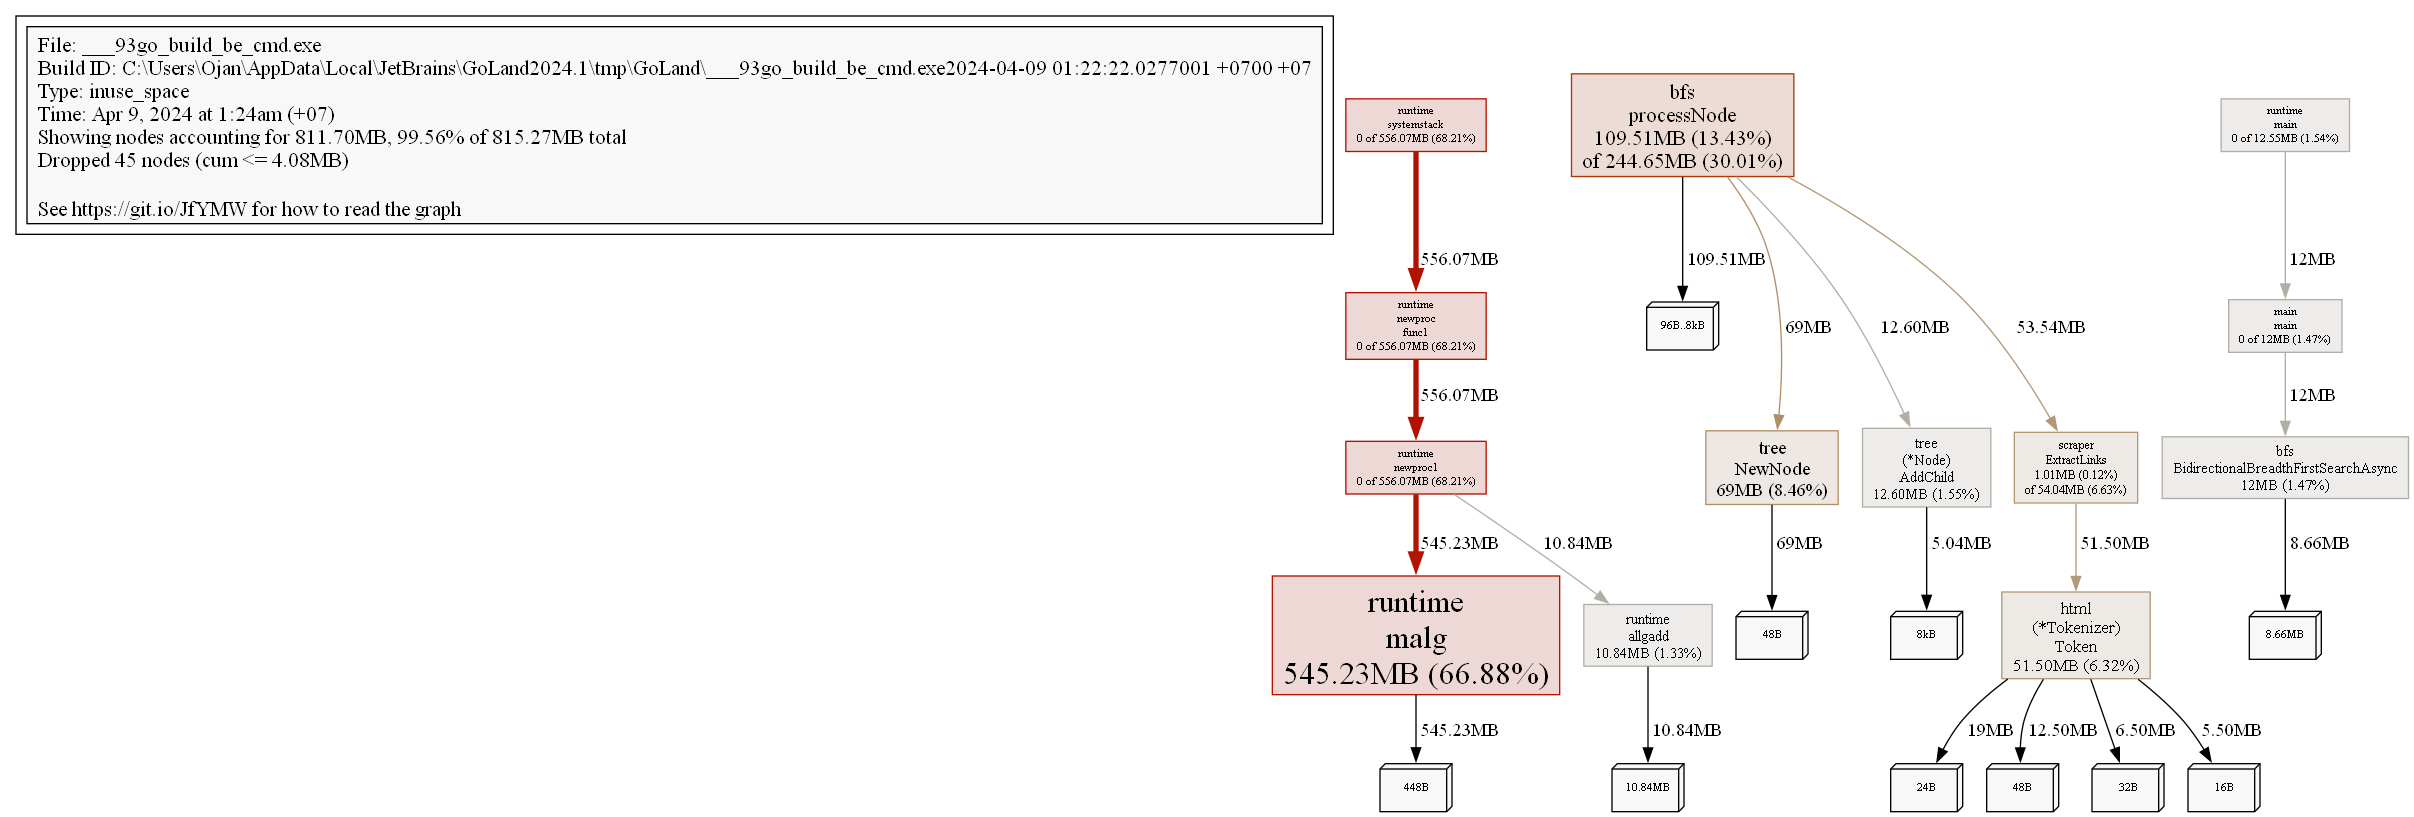 File: ___93go_build_be_cmd.exe
Build ID: C:\Users\Ojan\AppData\Local\JetBrains\GoLand2024.1\tmp\GoLand\___93go_build_be_cmd.exe2024-04-09 01:22:22.0277001 +0700 +07
Type: inuse_space
Time: Apr 9, 2024 at 1:24am (+07)
Showing nodes accounting for 811.70MB, 99.56% of 815.27MB total
Dropped 45 nodes (cum <= 4.08MB)
See https://git.io/JfYMW for how to read the graph
runtime
systemstack
0 of 556.07MB (68.21%)
bfs
processNode
109.51MB (13.43%)
of 244.65MB (30.01%)
runtime
main
0 of 12.55MB (1.54%)
556.07MB
109.51MB
12MB
runtime
newproc
func1
0 of 556.07MB (68.21%)
96B..8kB
69MB
12.60MB
53.54MB
main
main
0 of 12MB (1.47%)
556.07MB
12MB
runtime
newproc1
0 of 556.07MB (68.21%)
tree
NewNode
69MB (8.46%)
tree
(*Node)
AddChild
12.60MB (1.55%)
scraper
ExtractLinks
1.01MB (0.12%)
of 54.04MB (6.63%)
bfs
BidirectionalBreadthFirstSearchAsync
12MB (1.47%)
545.23MB
10.84MB
69MB
5.04MB
51.50MB
8.66MB
runtime
malg
545.23MB (66.88%)
runtime
allgadd
10.84MB (1.33%)
48B
8kB
html
(*Tokenizer)
Token
51.50MB (6.32%)
8.66MB
545.23MB
10.84MB
19MB
12.50MB
6.50MB
5.50MB
448B
10.84MB
24B
48B
32B
16B